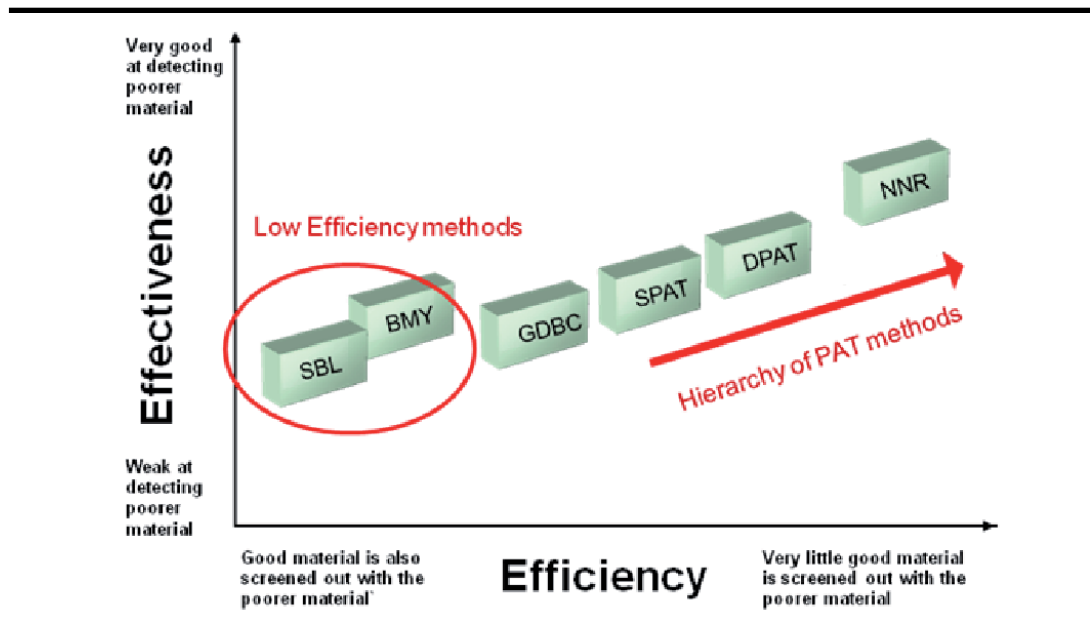 Very good
at detecting
poorer
material
Effectiveness
Weak at
detecting
poorer
material
Low Efficiency methods
SBL
BMY
GDBC
SPAT
DPAT
NNR
Hierarchy of PAT methods
Good material is also
screened out with the
poorer material`
Efficiency
Very little good material
is screened out with the
poorer material